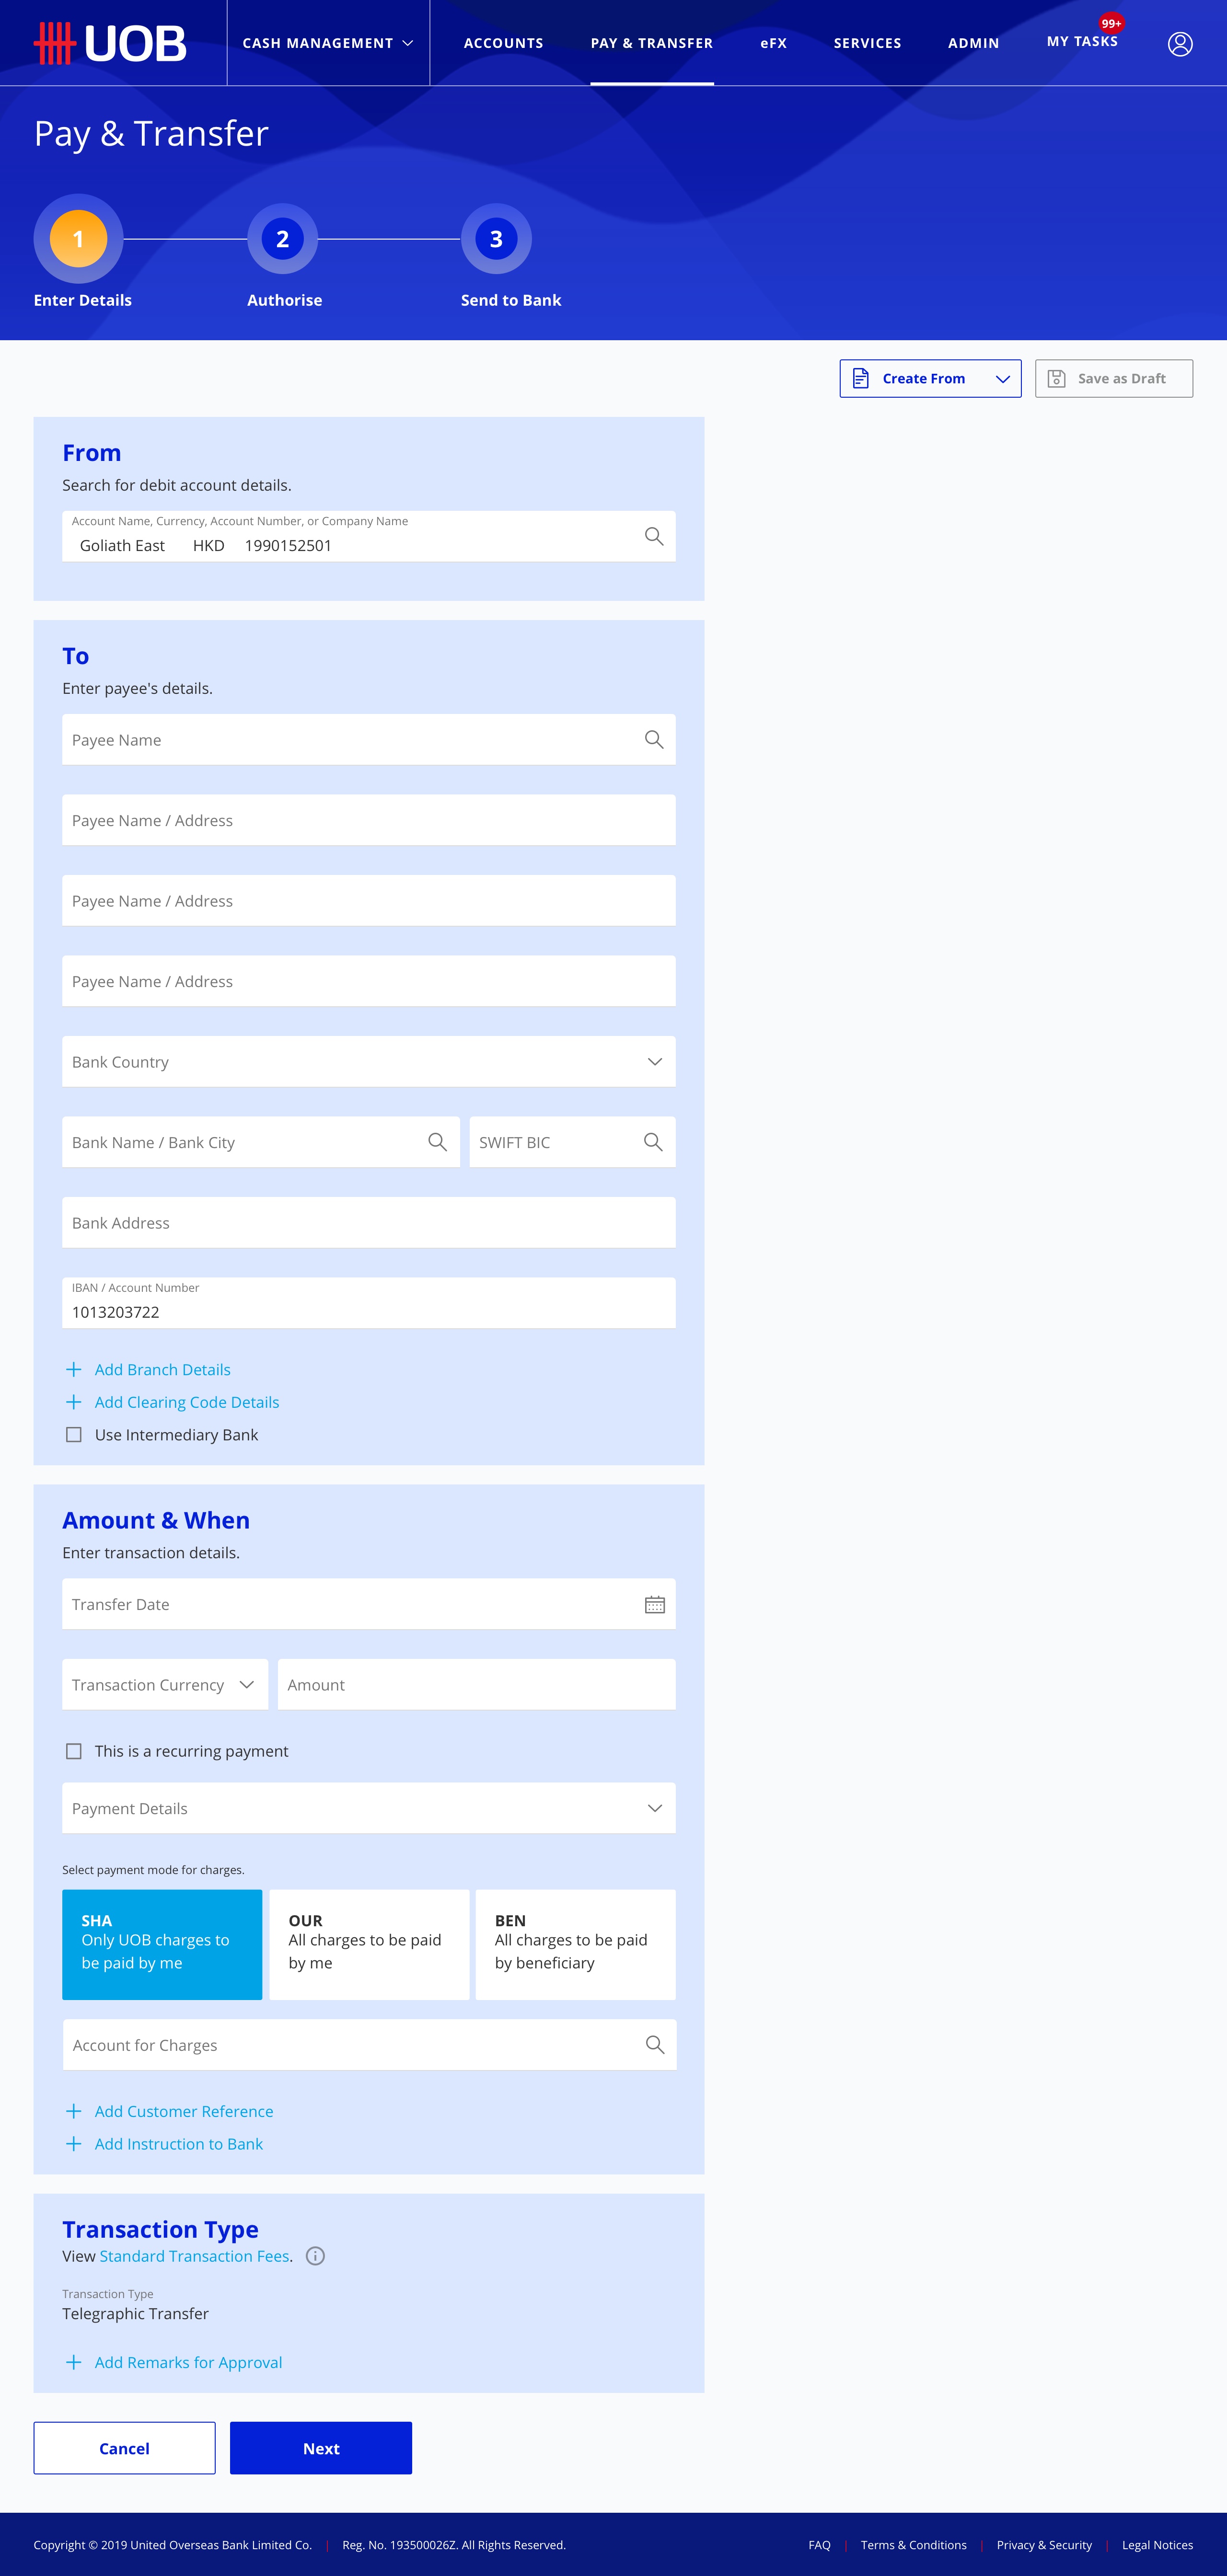 UOB
CASH MANAGEMENT
ACCOUNTS
PAY & TRANSFER
eFX
SERVICES
ADMIN
MY TASKS
99+
Pay & Transfer
1
2
3
Enter Details
Authorise
Send to Bank
Create From
Save as Draft
From
Search for debit account details.
Account Name, Currency, Account Number, or Company Name
Goliath East HKD 1990152501
To
Enter payee's details.
Payee Name
Payee Name / Address
Payee Name / Address
Payee Name / Address
Bank Country
Bank Name / Bank City
SWIFT BIC
Bank Address
IBAN / Account Number
1013203722
Add Branch Details
Add Clearing Code Details
Use Intermediary Bank
Amount & When
Enter transaction details.
Transfer Date
Transaction Currency
Amount
This is a recurring payment
Payment Details
Select payment mode for charges.
SHA
Only UOB charges to
be paid by me
OUR
All charges to be paid
by me
BEN
All charges to be paid
by beneficiary
Account for Charges
Add Customer Reference
Add Instruction to Bank
Transaction Type
View Standard Transaction Fees.
Transaction Type
Telegraphic Transfer
Add Remarks for Approval
Cancel
Next
Copyright © 2019 United Overseas Bank Limited Co. | Reg. No. 193500026Z. All Rights Reserved.
FAQ | Terms & Conditions | Privacy & Security | Legal Notices